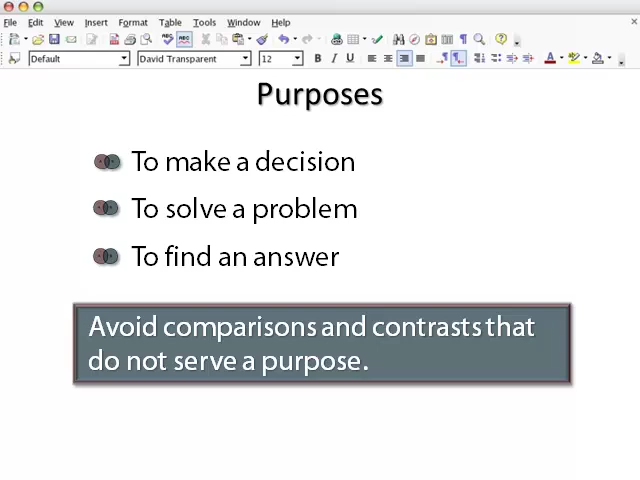 File Edit View Insert Format Table Tools Window Help
Default David Transparent 12 B I U
Purposes
To make a decision
To solve a problem
To find an answer
Avoid comparisons and contrasts that
do not serve a purpose.